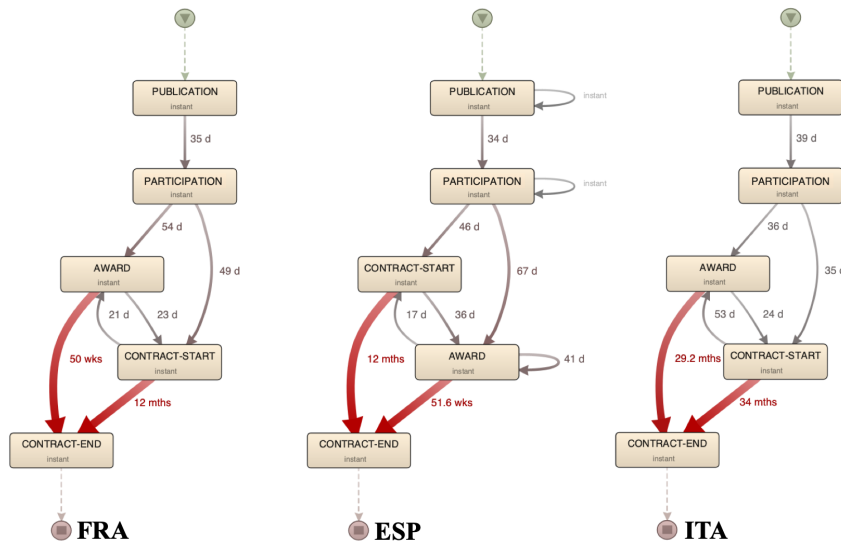 PUBLICATION
instant
35 d
PARTICIPATION
instant
54 d
49 d
AWARD
instant
21 d
23 d
CONTRACT-START
instant
50 wks
12 mths
CONTRACT-END
instant
FRA
PUBLICATION
instant
instant
34 d
PARTICIPATION
instant
instant
46 d
67 d
CONTRACT-START
instant
17 d
36 d
AWARD
instant
41 d
12 mths
51.6 wks
CONTRACT-END
instant
ESP
PUBLICATION
instant
39 d
PARTICIPATION
instant
36 d
35 d
AWARD
instant
53 d
24 d
CONTRACT-START
instant
29.2 mths
34 mths
CONTRACT-END
instant
ITA